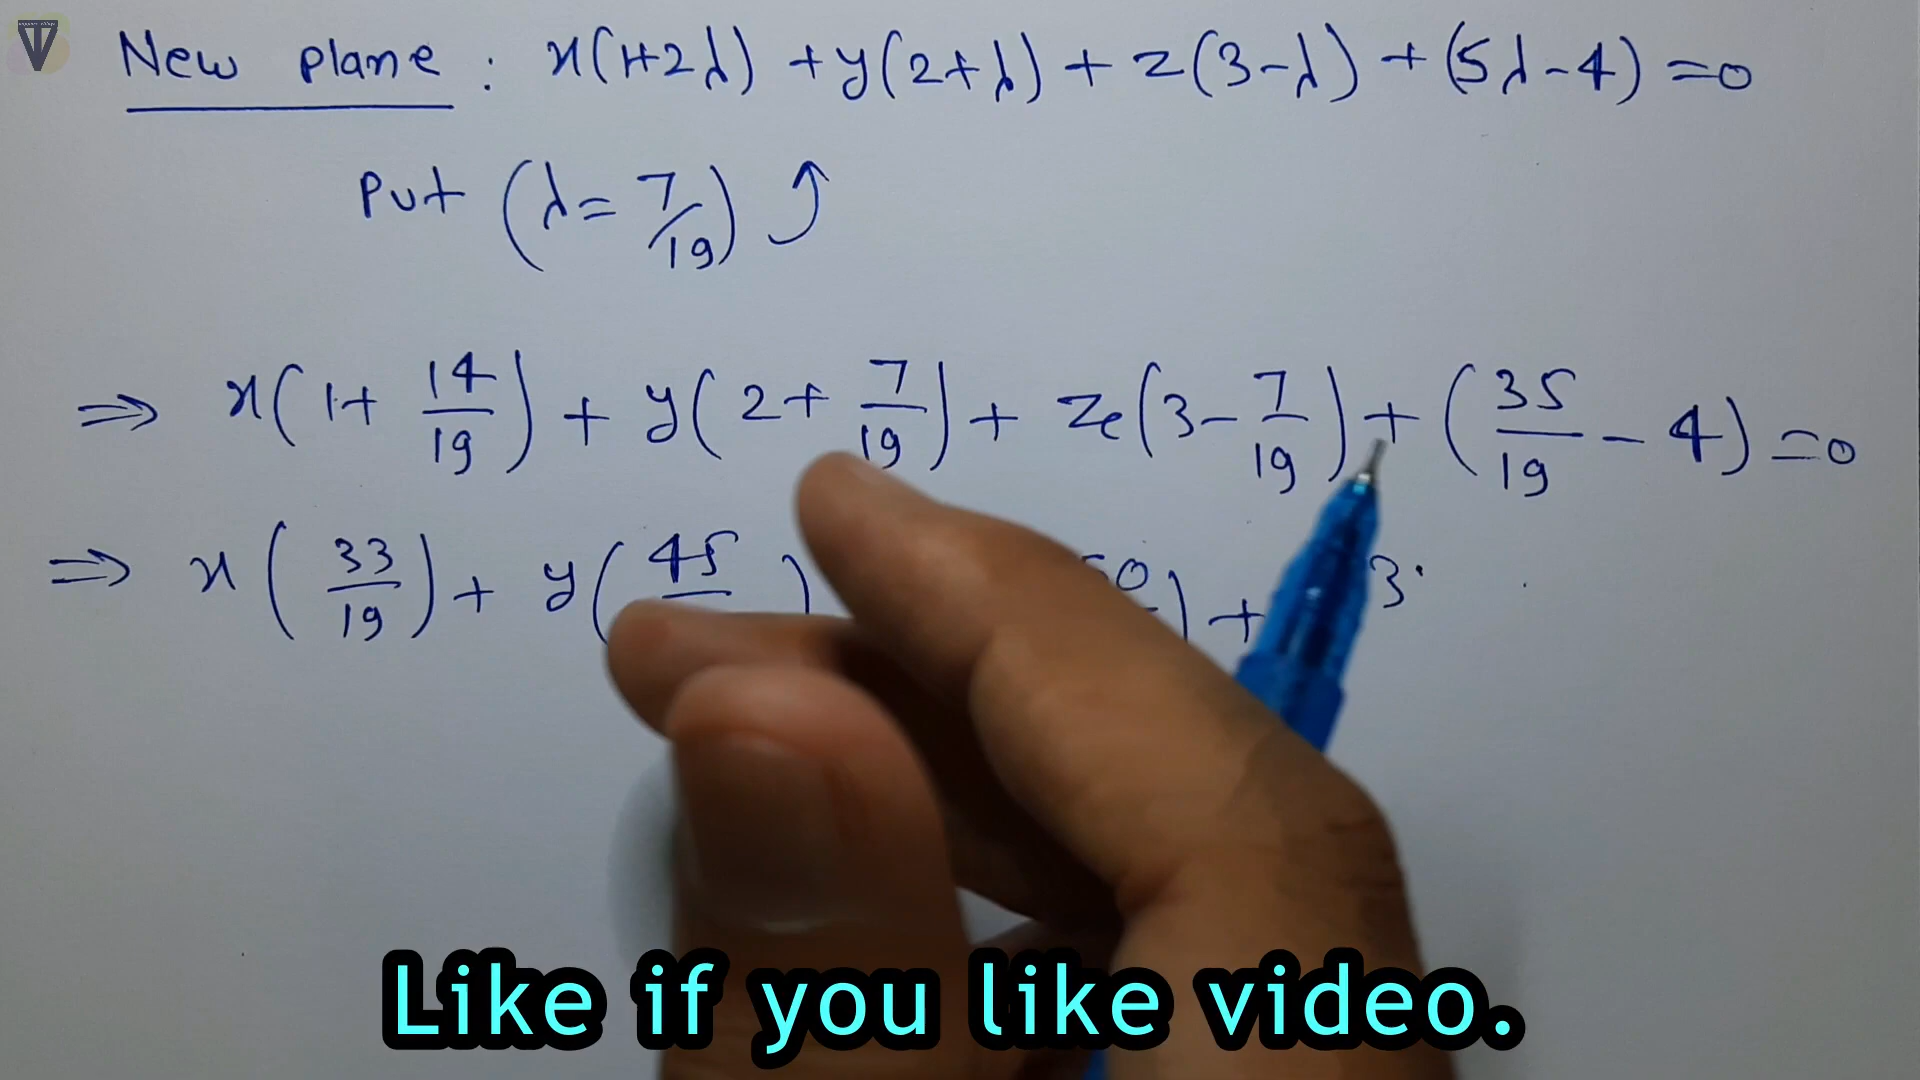 New plane : x(1+2λ) + y(2+λ) + z(3-λ) + (5λ-4) = 0
Put (λ = 7/19)
⇒ x(1+ 14/19) + y(2+ 7/19) + z(3- 7/19) + (35/19 - 4) = 0
⇒ x(33/19) + y(45 ) + 3
Like if you like video.